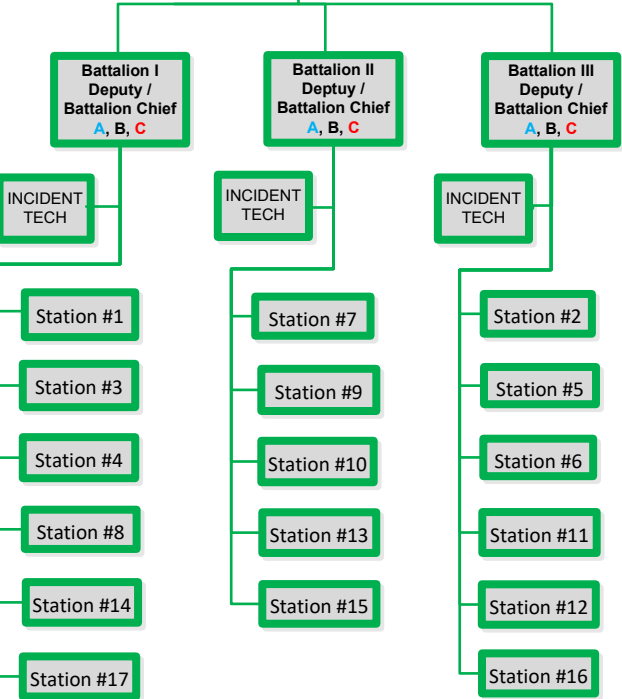 Battalion I
Deputy /
Battalion Chief
A, B, C
INCIDENT
TECH
Station #1
Station #3
Station #4
Station #8
Station #14
Station #17
Battalion II
Deptuy /
Battalion Chief
A, B, C
INCIDENT
TECH
Station #7
Station #9
Station #10
Station #13
Station #15
Battalion III
Deputy /
Battalion Chief
A, B, C
INCIDENT
TECH
Station #2
Station #5
Station #6
Station #11
Station #12
Station #16